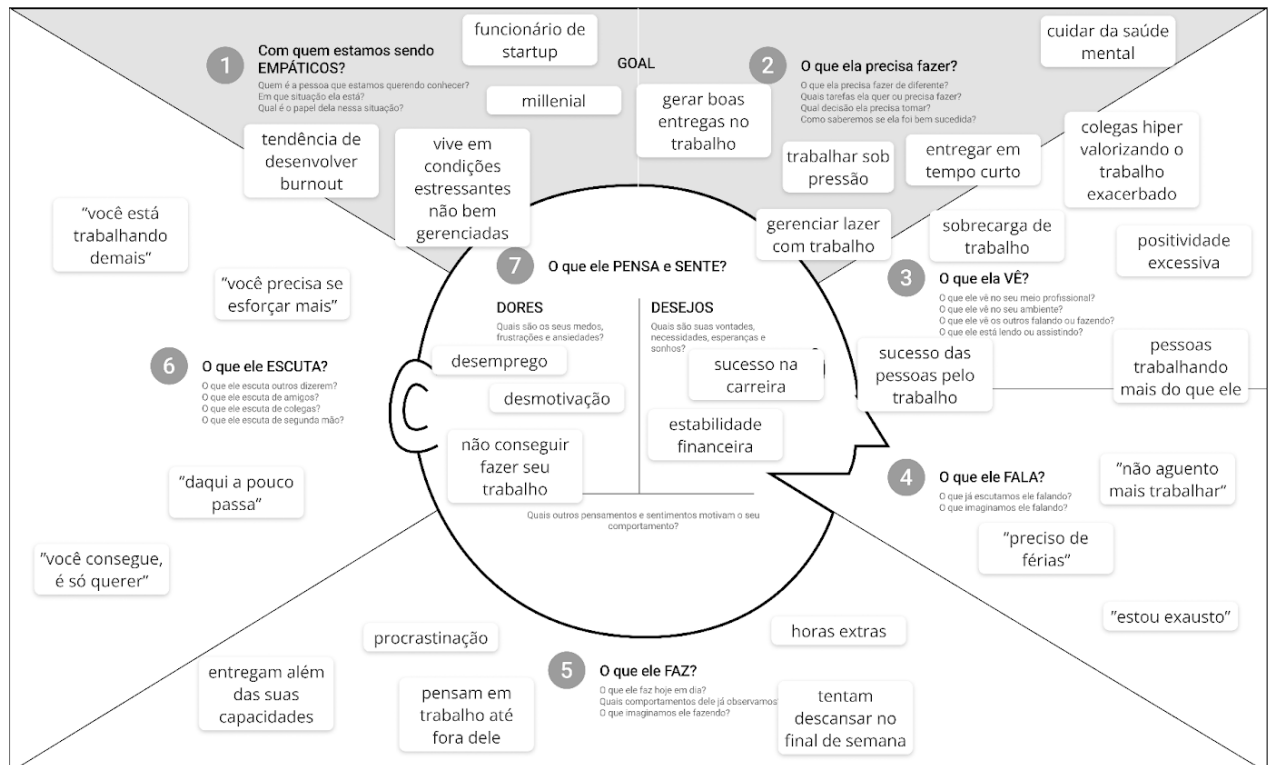 GOAL
1
Com quem estamos sendo
EMPÁTICOS?
Quem é a pessoa que estamos querendo conhecer?
Em que situação ela está?
Qual é o papel dela nessa situação?
funcionário de
startup
millenial
tendência de
desenvolver
burnout
vive em
condições
estressantes
não bem
gerenciadas
2
O que ela precisa fazer?
O que ela precisa fazer de diferente?
Quais tarefas ela quer ou precisa fazer?
Qual decisão ela precisa tomar?
Como saberemos se ela foi bem sucedida?
cuidar da saúde
mental
gerar boas
entregas no
trabalho
trabalhar sob
pressão
entregar em
tempo curto
gerenciar lazer
com trabalho
colegas hiper
valorizando o
trabalho
exacerbado
sobrecarga de
trabalho
positividade
excessiva
3
O que ela VÊ?
O que ele vê no seu meio profissional?
O que ele vê no seu ambiente?
O que ele vê os outros falando ou fazendo?
O que ele está lendo ou assistindo?
sucesso das
pessoas pelo
trabalho
pessoas
trabalhando
mais do que ele
4
O que ele FALA?
O que já escutamos ele falando?
O que imaginamos ele falando?
"não aguento
mais trabalhar"
"preciso de
férias"
"estou exausto"
5
O que ele FAZ?
O que ele faz hoje em dia?
Quais comportamentos dele já observamos
O que imaginamos ele fazendo?
procrastinação
horas extras
entregam além
das suas
capacidades
pensam em
trabalho até
fora dele
tentam
descansar no
final de semana
6
O que ele ESCUTA?
O que ele escuta outros dizerem?
O que ele escuta de amigos?
O que ele escuta de colegas?
O que ele escuta de segunda mão?
"você está
trabalhando
demais"
"você precisa se
esforçar mais"
"daqui a pouco
passa"
"você consegue,
é só querer"
7
O que ele PENSA e SENTE?
DORES
Quais são os seus medos,
frustrações e ansiedades?
desemprego
desmotivação
não conseguir
fazer seu
trabalho
DESEJOS
Quais são suas vontades,
necessidades, esperanças e
sonhos?
sucesso na
carreira
estabilidade
financeira
Quais outros pensamentos e sentimentos motivam o seu
comportamento?